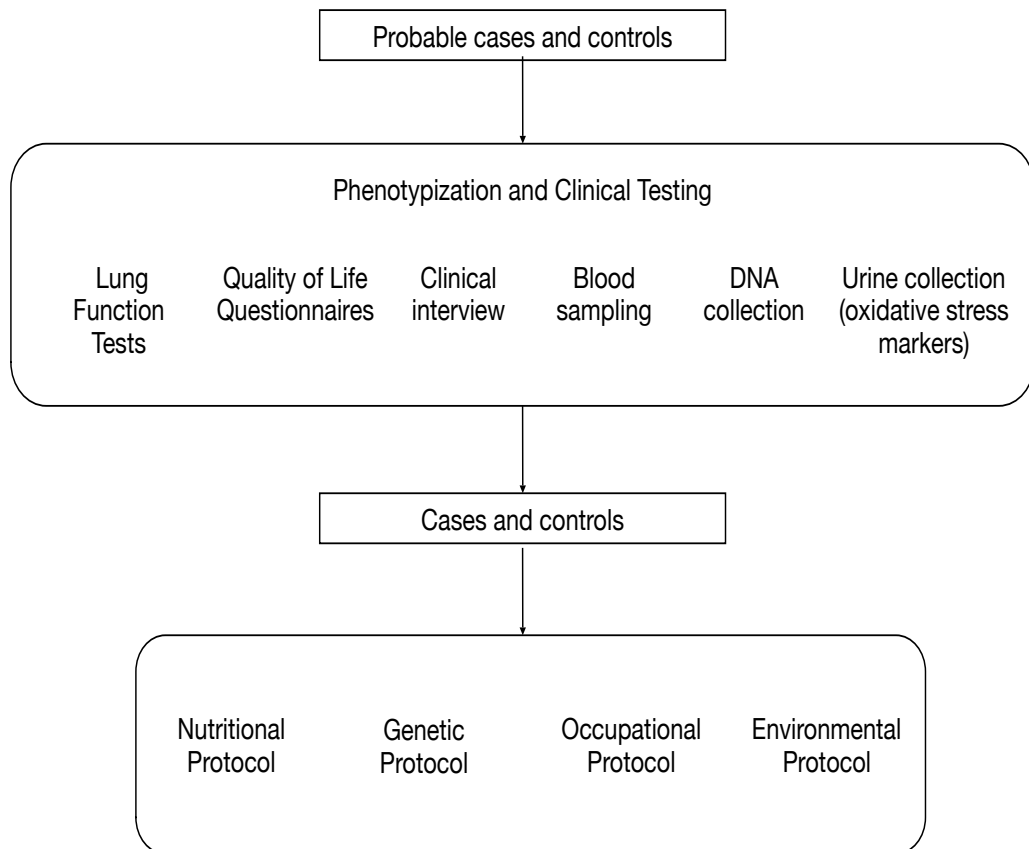 Probable cases and controls
Phenotypization and Clinical Testing
Lung
Function
Tests
Quality of Life
Questionnaires
Clinical
interview
Blood
sampling
DNA
collection
Urine collection
(oxidative stress
markers)
Cases and controls
Nutritional
Protocol
Genetic
Protocol
Occupational
Protocol
Environmental
Protocol